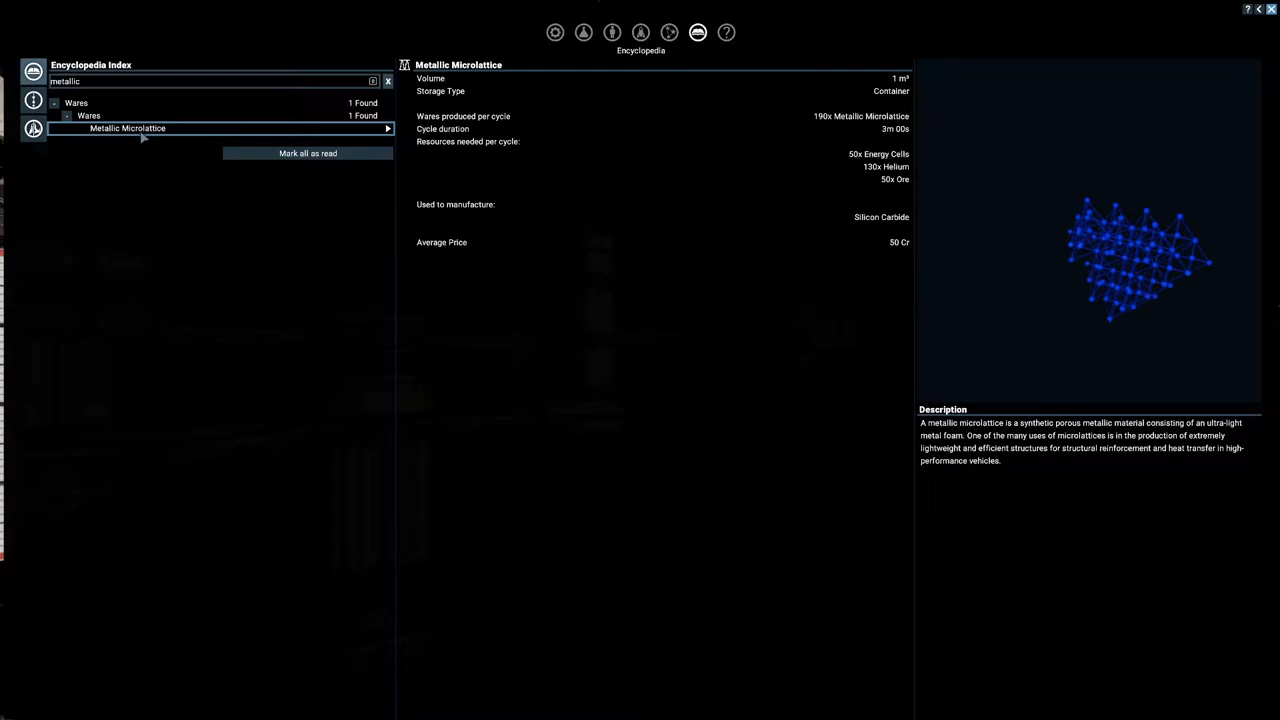 ?
Encyclopedia
Encyclopedia Index
metallic
x
- Wares 1 Found
- Wares 1 Found
Metallic Microlattice
Mark all as read
Metallic Microlattice
Volume 1 m³
Storage Type Container
Wares produced per cycle 190x Metallic Microlattice
Cycle duration 3m 00s
Resources needed per cycle:
50x Energy Cells
130x Helium
50x Ore
Used to manufacture:
Silicon Carbide
Average Price 50 Cr
Description
A metallic microlattice is a synthetic porous metallic material consisting of an ultra-light
metal foam. One of the many uses of microlattices is in the production of extremely
lightweight and efficient structures for structural reinforcement and heat transfer in high-
performance vehicles.